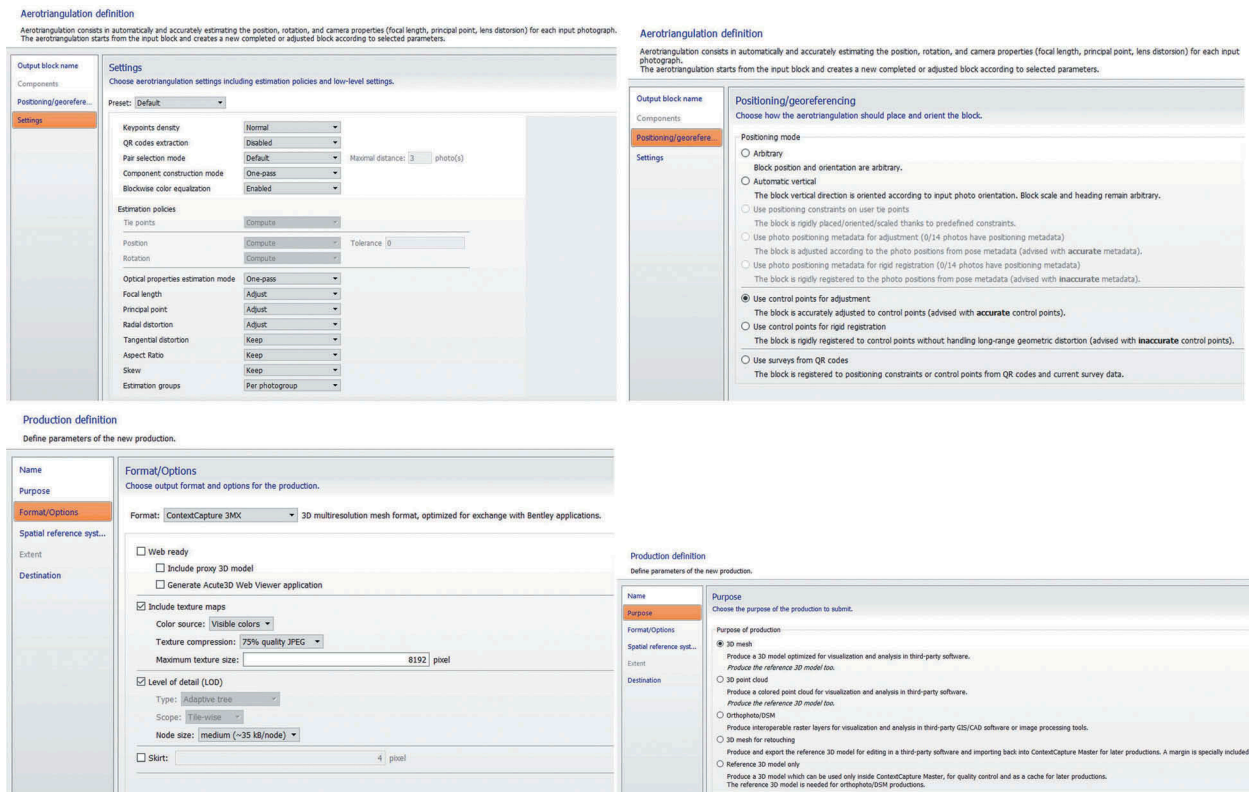 Aerotriangulation definition
Aerotriangulation consists in automatically and accurately estimating the position, rotation, and camera properties (focal length, principal point, lens distorsion) for each input photograph.
The aerotriangulation starts from the input block and creates a new completed or adjusted block according to selected parameters.
Output block name
Components
Positioning/georefere...
Settings
Settings
Choose aerotriangulation settings including estimation policies and low-level settings.
Preset: Default
Keypoints density Normal
QR codes extraction Disabled
Pair selection mode Default Maximal distance: 3 photo(s)
Component construction mode One-pass
Blockwise color equalization Enabled
Estimation policies
Tie points Compute
Position Compute Tolerance 0
Rotation Compute
Optical properties estimation mode One-pass
Focal length Adjust
Principal point Adjust
Radial distortion Adjust
Tangential distortion Keep
Aspect Ratio Keep
Skew Keep
Estimation groups Per photogroup
Aerotriangulation definition
Aerotriangulation consists in automatically and accurately estimating the position, rotation, and camera properties (focal length, principal point, lens distorsion) for each input
photograph.
The aerotriangulation starts from the input block and creates a new completed or adjusted block according to selected parameters.
Output block name
Components
Positioning/georefere...
Settings
Positioning/georeferencing
Choose how the aerotriangulation should place and orient the block.
Positioning mode
Arbitrary
Block position and orientation are arbitrary.
Automatic vertical
The block vertical direction is oriented according to input photo orientation. Block scale and heading remain arbitrary.
Use positioning constraints on user tie points
The block is rigidly placed/oriented/scaled thanks to predefined constraints.
Use photo positioning metadata for adjustment (0/14 photos have positioning metadata)
The block is adjusted according to the photo positions from pose metadata (advised with accurate metadata).
Use photo positioning metadata for rigid registration (0/14 photos have positioning metadata)
The block is rigidly registered to the photo positions from pose metadata (advised with inaccurate metadata).
Use control points for adjustment
The block is accurately adjusted to control points (advised with accurate control points).
Use control points for rigid registration
The block is rigidly registered to control points without handling long-range geometric distortion (advised with inaccurate control points).
Use surveys from QR codes
The block is registered to positioning constraints or control points from QR codes and current survey data.
Production definition
Define parameters of the new production.
Name
Purpose
Format/Options
Spatial reference syst...
Extent
Destination
Format/Options
Choose output format and options for the production.
Format: ContextCapture 3MX 3D multiresolution mesh format, optimized for exchange with Bentley applications.
Web ready
Include proxy 3D model
Generate Acute3D Web Viewer application
Include texture maps
Color source: Visible colors
Texture compression: 75% quality JPEG
Maximum texture size: 8192 pixel
Level of detail (LOD)
Type: Adaptive tree
Scope: Tile-wise
Node size: medium (~35 kB/node)
Skirt: 4 pixel
Production definition
Define parameters of the new production.
Name
Purpose
Format/Options
Spatial reference syst...
Extent
Destination
Purpose
Choose the purpose of the production to submit.
Purpose of production
3D mesh
Produce a 3D model optimized for visualization and analysis in third-party software.
Produce the reference 3D model too.
3D point cloud
Produce a colored point cloud for visualization and analysis in third-party software.
Produce the reference 3D model too.
Orthophoto/DSM
Produce interoperable raster layers for visualization and analysis in third-party GIS/CAD software or image processing tools.
3D mesh for retouching
Produce and export the reference 3D model for editing in a third-party software and importing back into ContextCapture Master for later productions. A margin is specially included
Reference 3D model only
Produce a 3D model which can be used only inside ContextCapture Master, for quality control and as a cache for later productions.
The reference 3D model is needed for orthophoto/DSM productions.